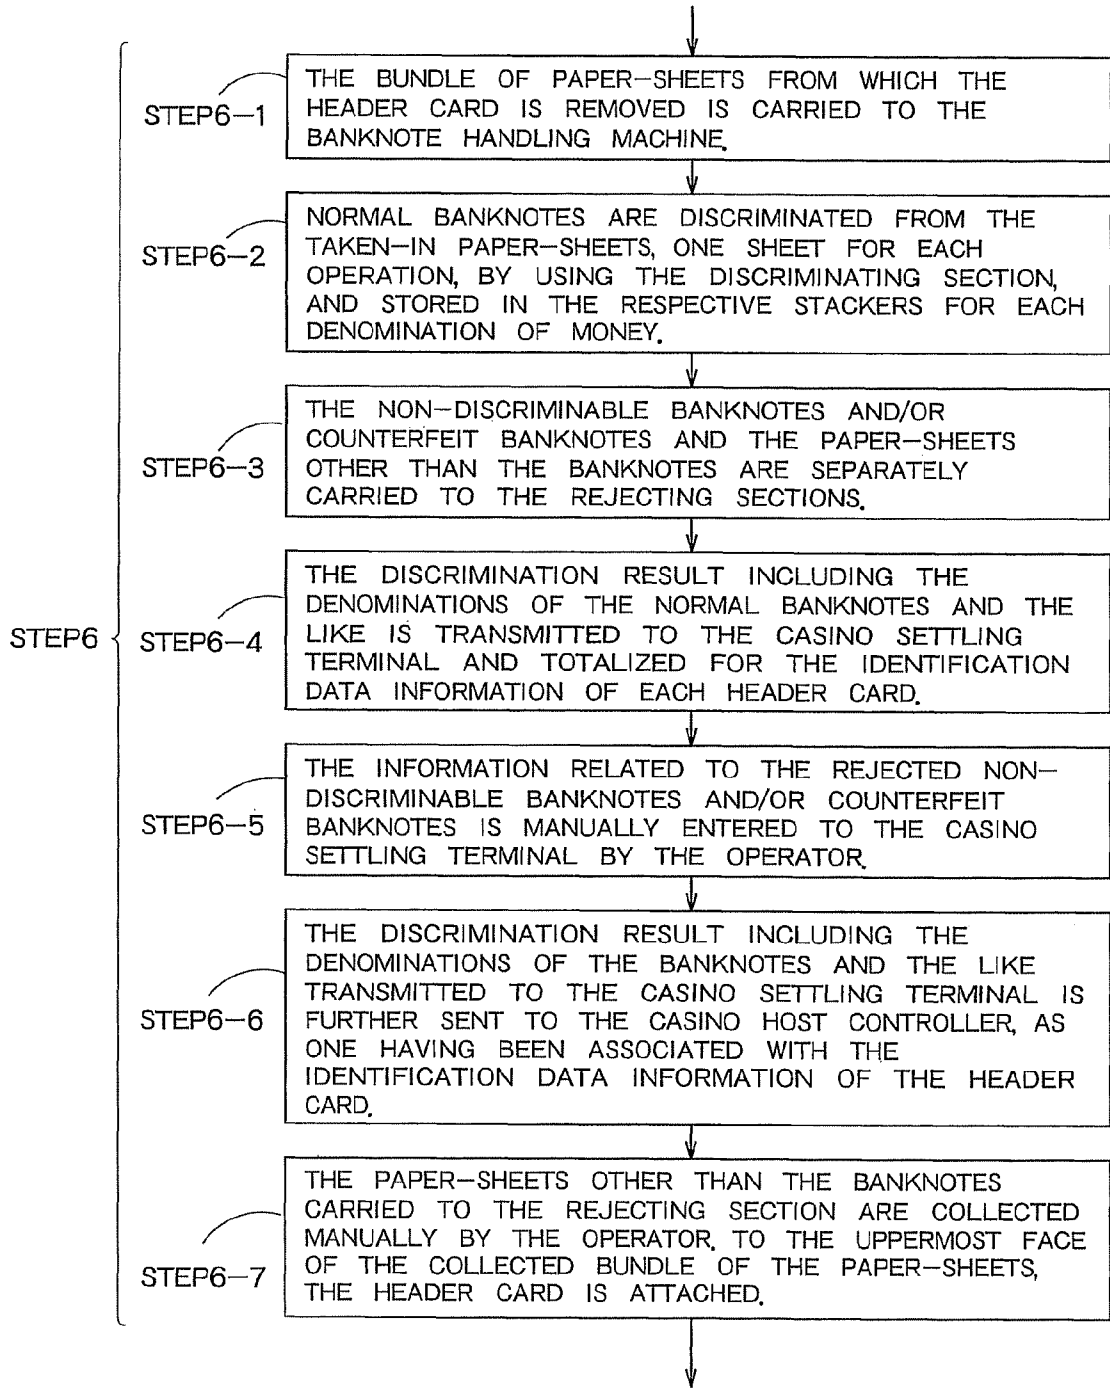 STEP6
STEP6-1
THE BUNDLE OF PAPER-SHEETS FROM WHICH THE
HEADER CARD IS REMOVED IS CARRIED TO THE
BANKNOTE HANDLING MACHINE.
STEP6-2
NORMAL BANKNOTES ARE DISCRIMINATED FROM THE
TAKEN-IN PAPER-SHEETS, ONE SHEET FOR EACH
OPERATION, BY USING THE DISCRIMINATING SECTION,
AND STORED IN THE RESPECTIVE STACKERS FOR EACH
DENOMINATION OF MONEY.
STEP6-3
THE NON-DISCRIMINABLE BANKNOTES AND/OR
COUNTERFEIT BANKNOTES AND THE PAPER-SHEETS
OTHER THAN THE BANKNOTES ARE SEPARATELY
CARRIED TO THE REJECTING SECTIONS.
STEP6-4
THE DISCRIMINATION RESULT INCLUDING THE
DENOMINATIONS OF THE NORMAL BANKNOTES AND THE
LIKE IS TRANSMITTED TO THE CASINO SETTLING
TERMINAL AND TOTALIZED FOR THE IDENTIFICATION
DATA INFORMATION OF EACH HEADER CARD.
STEP6-5
THE INFORMATION RELATED TO THE REJECTED NON-
DISCRIMINABLE BANKNOTES AND/OR COUNTERFEIT
BANKNOTES IS MANUALLY ENTERED TO THE CASINO
SETTLING TERMINAL BY THE OPERATOR.
STEP6-6
THE DISCRIMINATION RESULT INCLUDING THE
DENOMINATIONS OF THE BANKNOTES AND THE LIKE
TRANSMITTED TO THE CASINO SETTLING TERMINAL IS
FURTHER SENT TO THE CASINO HOST CONTROLLER, AS
ONE HAVING BEEN ASSOCIATED WITH THE
IDENTIFICATION DATA INFORMATION OF THE HEADER
CARD.
STEP6-7
THE PAPER-SHEETS OTHER THAN THE BANKNOTES
CARRIED TO THE REJECTING SECTION ARE COLLECTED
MANUALLY BY THE OPERATOR. TO THE UPPERMOST FACE
OF THE COLLECTED BUNDLE OF THE PAPER-SHEETS,
THE HEADER CARD IS ATTACHED.